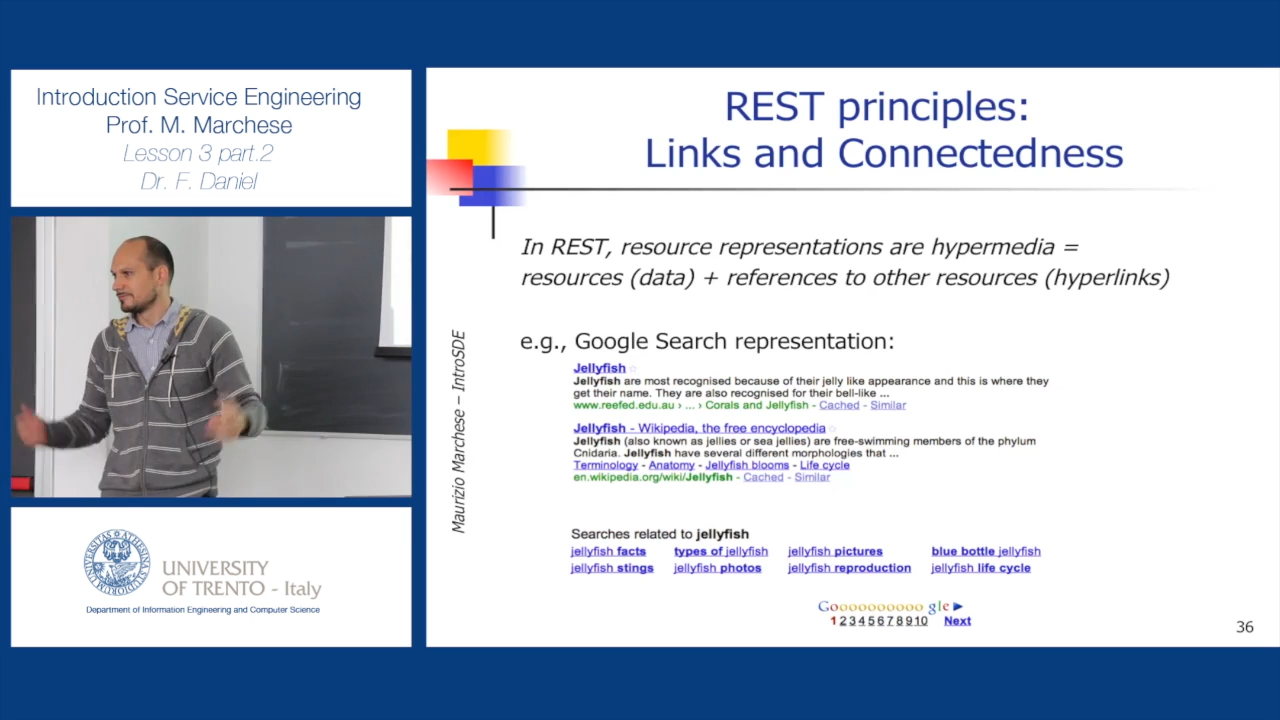 Introduction Service Engineering
Prof. M. Marchese
Lesson 3 part.2
Dr. F. Daniel
UNIVERSITY
OF TRENTO - Italy
Department of Information Engineering and Computer Science
REST principles:
Links and Connectedness
In REST, resource representations are hypermedia =
resources (data) + references to other resources (hyperlinks)
e.g., Google Search representation:
Jellyfish
Jellyfish are most recognised because of their jelly like appearance and this is where they
get their name. They are also recognised for their bell-like ...
www.reefed.edu.au › ... › Corals and Jellyfish - Cached - Similar
Jellyfish - Wikipedia, the free encyclopedia
Jellyfish (also known as jellies or sea jellies) are free-swimming members of the phylum
Cnidaria. Jellyfish have several different morphologies that ...
Terminology - Anatomy - Jellyfish blooms - Life cycle
en.wikipedia.org/wiki/Jellyfish - Cached - Similar
Searches related to jellyfish
jellyfish facts types of jellyfish jellyfish pictures blue bottle jellyfish
jellyfish stings jellyfish photos jellyfish reproduction jellyfish life cycle
Goooooooooo gle
1 2 3 4 5 6 7 8 9 10 Next
Maurizio Marchese – IntroSDE
36